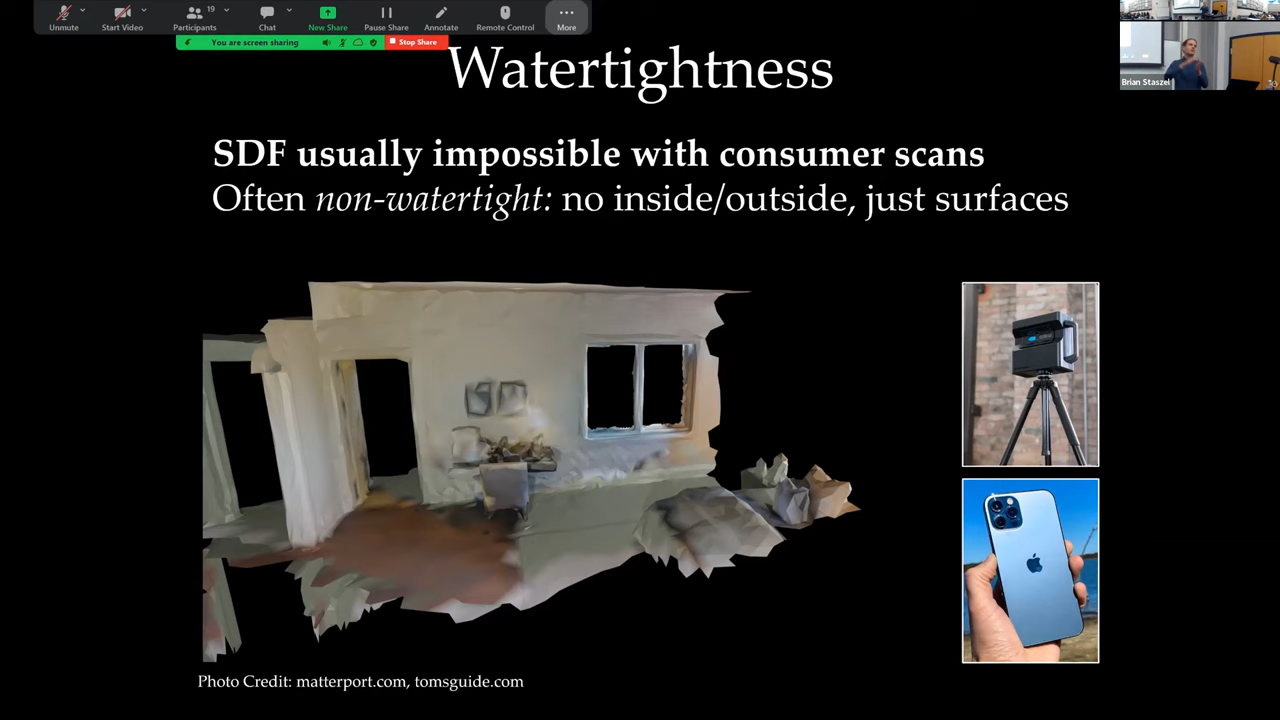 Unmute
Start Video
19
Participants
Chat
New Share
Pause Share
Annotate
Remote Control
More
You are screen sharing
Stop Share
Brian Staszel
Watertightness
SDF usually impossible with consumer scans
Often non-watertight: no inside/outside, just surfaces
Photo Credit: matterport.com, tomsguide.com